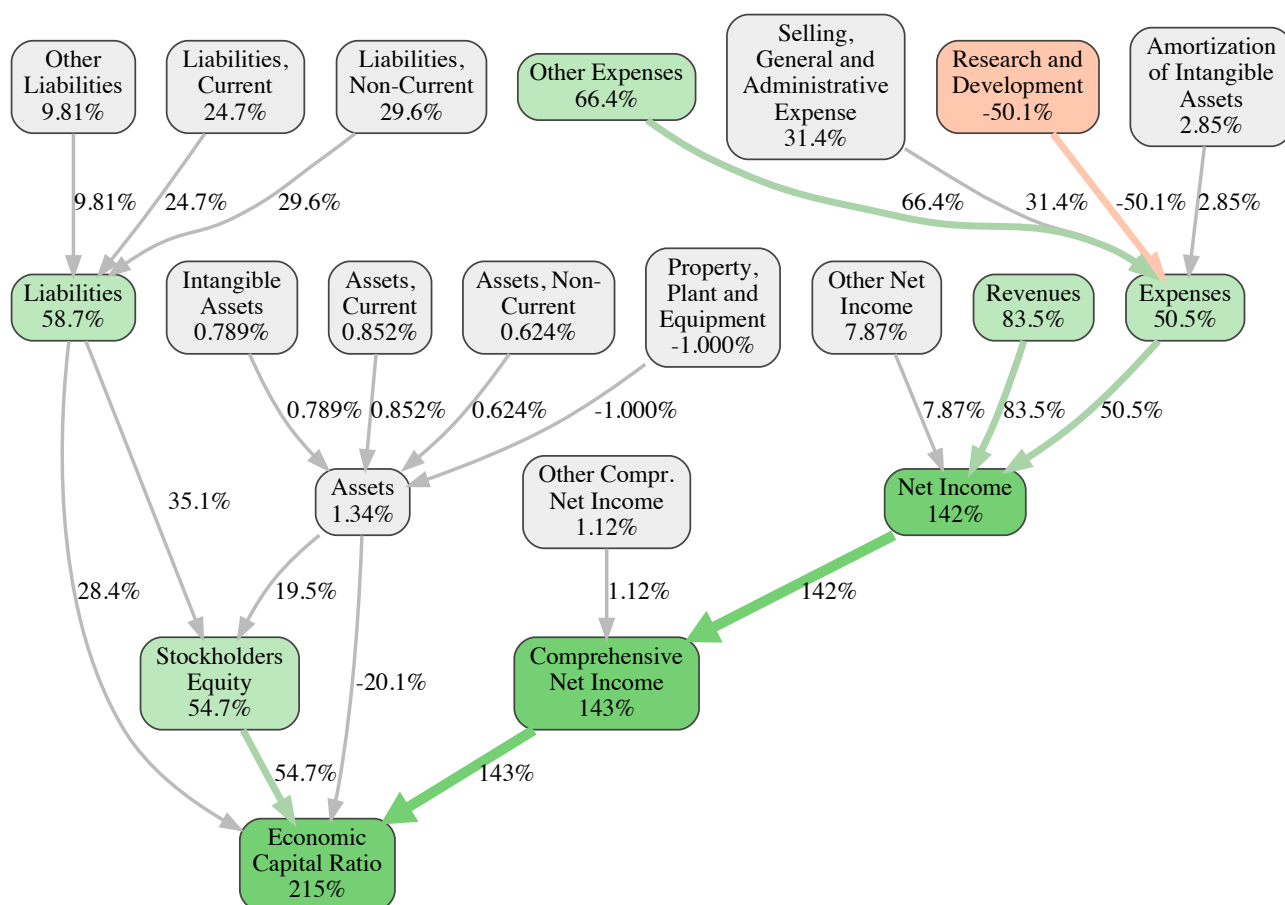 Other
Liabilities
9.81%
Liabilities,
Current
24.7%
Liabilities,
Non-Current
29.6%
Other Expenses
66.4%
Selling,
General and
Administrative
Expense
31.4%
Research and
Development
-50.1%
Amortization
of Intangible
Assets
2.85%
9.81%
24.7%
29.6%
66.4%
31.4%
-50.1%
2.85%
Liabilities
58.7%
Intangible
Assets
0.789%
Assets,
Current
0.852%
Assets, Non-
Current
0.624%
Property,
Plant and
Equipment
-1.000%
Other Net
Income
7.87%
Revenues
83.5%
Expenses
50.5%
0.789%
0.852%
0.624%
-1.000%
7.87%
83.5%
50.5%
35.1%
Assets
1.34%
Other Compr.
Net Income
1.12%
Net Income
142%
28.4%
19.5%
1.12%
142%
Stockholders
Equity
54.7%
-20.1%
Comprehensive
Net Income
143%
54.7%
143%
Economic
Capital Ratio
215%